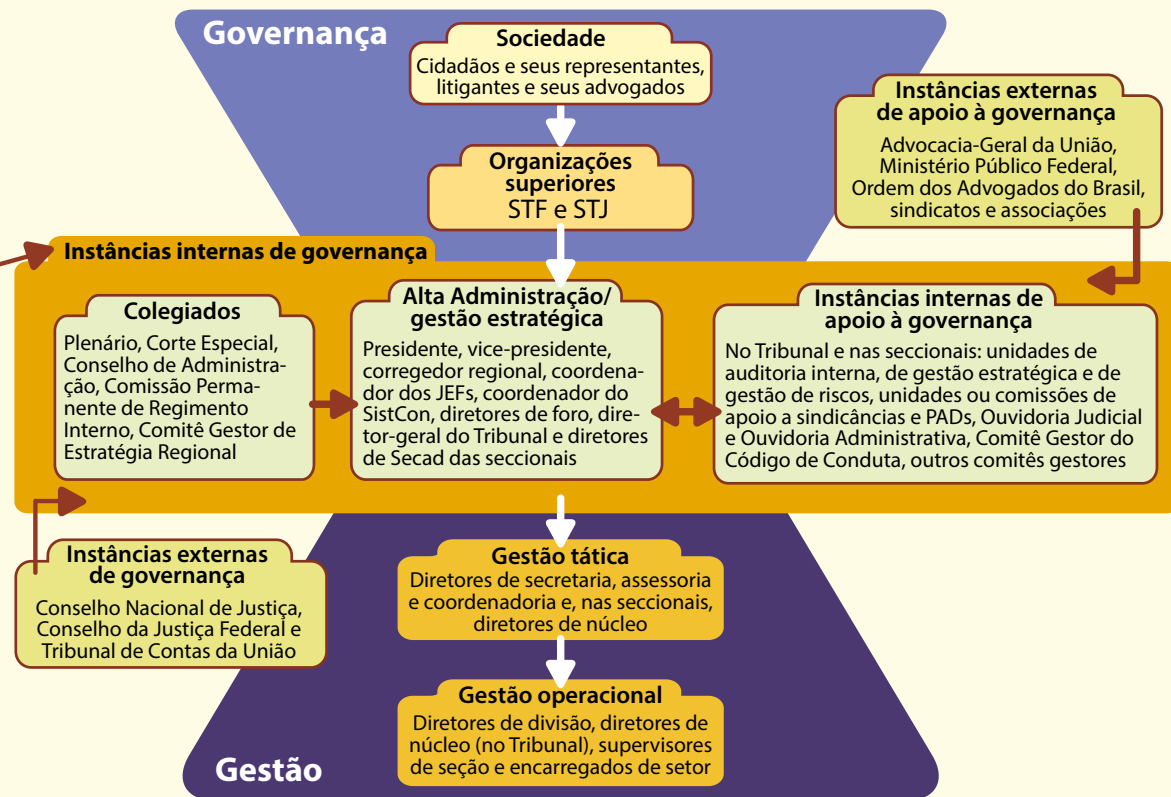 Governança
Sociedade
Cidadãos e seus representantes,
litigantes e seus advogados
Organizações
superiores
STF e STJ
Instâncias externas
de apoio à governança
Advocacia-Geral da União,
Ministério Público Federal,
Ordem dos Advogados do Brasil,
sindicatos e associações
Instâncias internas de governança
Colegiados
Plenário, Corte Especial,
Conselho de Administra-
ção, Comissão Perma-
nente de Regimento
Interno, Comitê Gestor de
Estratégia Regional
Alta Administração/
gestão estratégica
Presidente, vice-presidente,
corregedor regional, coordena-
dor dos JEFs, coordenador do
SistCon, diretores de foro, dire-
tor-geral do Tribunal e diretores
de Secad das seccionais
Instâncias internas de
apoio à governança
No Tribunal e nas seccionais: unidades de
auditoria interna, de gestão estratégica e de
gestão de riscos, unidades ou comissões de
apoio a sindicâncias e PADs, Ouvidoria Judicial
e Ouvidoria Administrativa, Comitê Gestor do
Código de Conduta, outros comitês gestores
Instâncias externas
de governança
Conselho Nacional de Justiça,
Conselho da Justiça Federal e
Tribunal de Contas da União
Gestão tática
Diretores de secretaria, assessoria
e coordenadoria e, nas seccionais,
diretores de núcleo
Gestão operacional
Diretores de divisão, diretores de
núcleo (no Tribunal), supervisores
de seção e encarregados de setor
Gestão